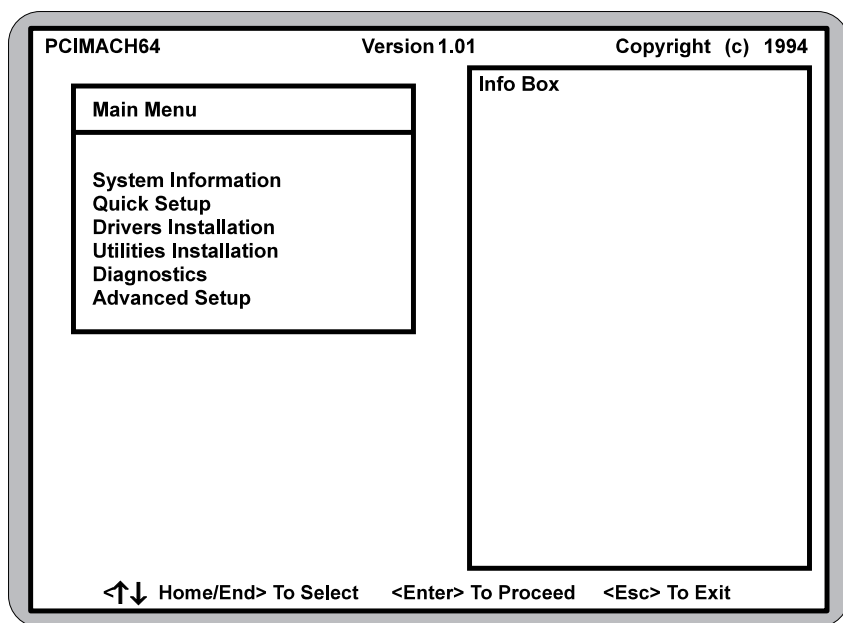 PCIMACH64 Version 1.01 Copyright (c) 1994
Main Menu
System Information
Quick Setup
Drivers Installation
Utilities Installation
Diagnostics
Advanced Setup
Info Box
<↑↓ Home/End> To Select <Enter> To Proceed <Esc> To Exit